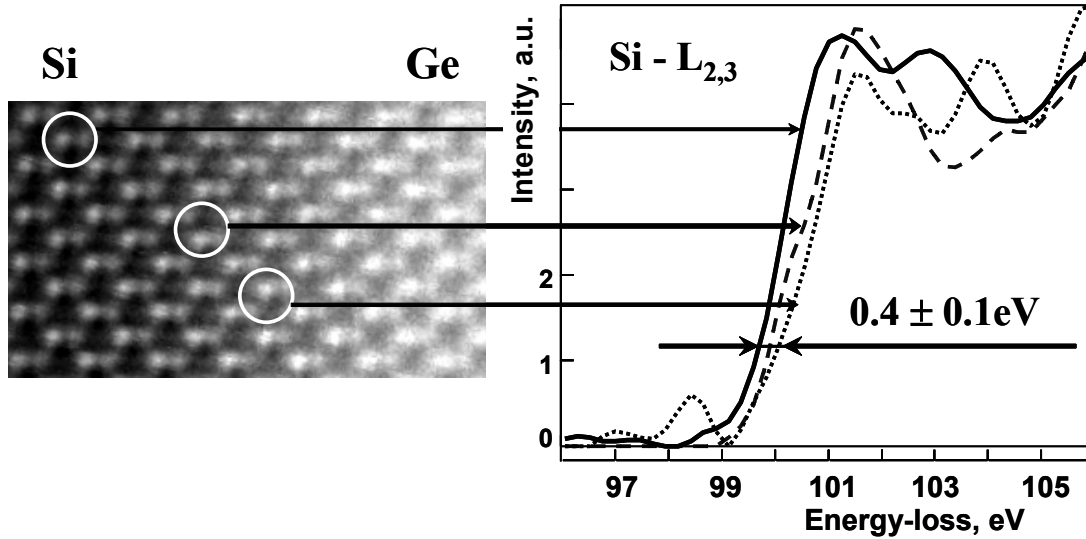 Si
Ge
Intensity, a.u.
Si - L2,3
2
0.4 ± 0.1eV
1
0
97 99 101 103 105
Energy-loss, eV